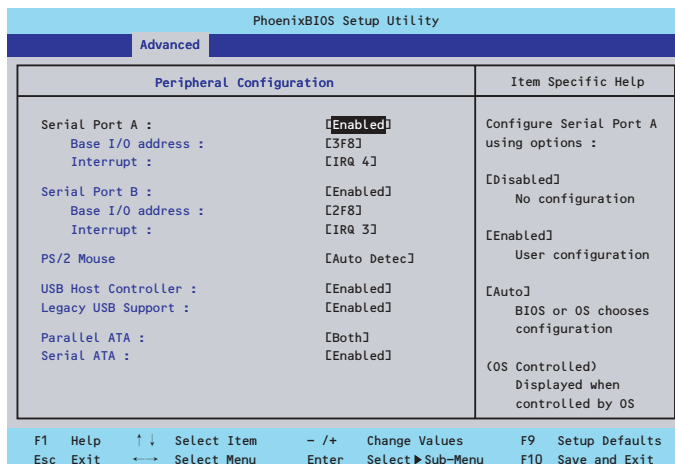 PhoenixBIOS Setup Utility
Advanced
Peripheral Configuration
Serial Port A : [Enabled]
Base I/O address : [3F8]
Interrupt : [IRQ 4]
Serial Port B : [Enabled]
Base I/O address : [2F8]
Interrupt : [IRQ 3]
PS/2 Mouse [Auto Detec]
USB Host Controller : [Enabled]
Legacy USB Support : [Enabled]
Parallel ATA : [Both]
Serial ATA : [Enabled]
Item Specific Help
Configure Serial Port A
using options :
[Disabled]
No configuration
[Enabled]
User configuration
[Auto]
BIOS or OS chooses
configuration
(OS Controlled)
Displayed when
controlled by OS
F1 Help ↑↓ Select Item - /+ Change Values F9 Setup Defaults
Esc Exit ←→ Select Menu Enter Select ▶ Sub-Menu F10 Save and Exit